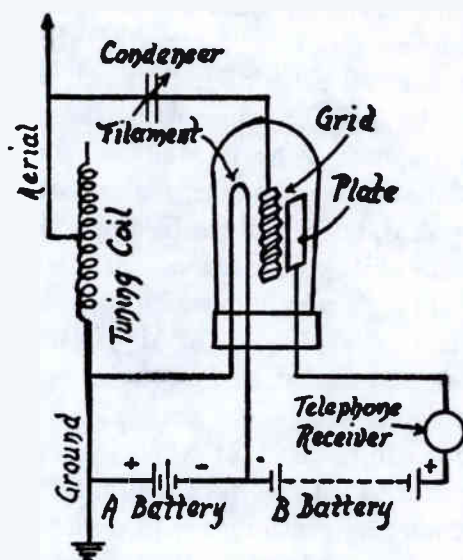 Condenser
Filament
Grid
Plate
Aerial
Tuning Coil
Telephone
Receiver
Ground
+ - - +
A Battery B Battery